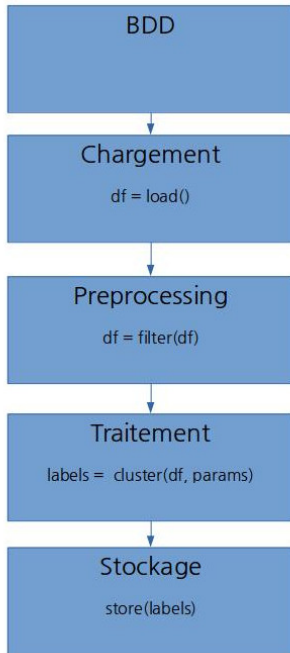 BDD
Chargement
df = load()
Preprocessing
df = filter(df)
Traitement
labels = cluster(df, params)
Stockage
store(labels)